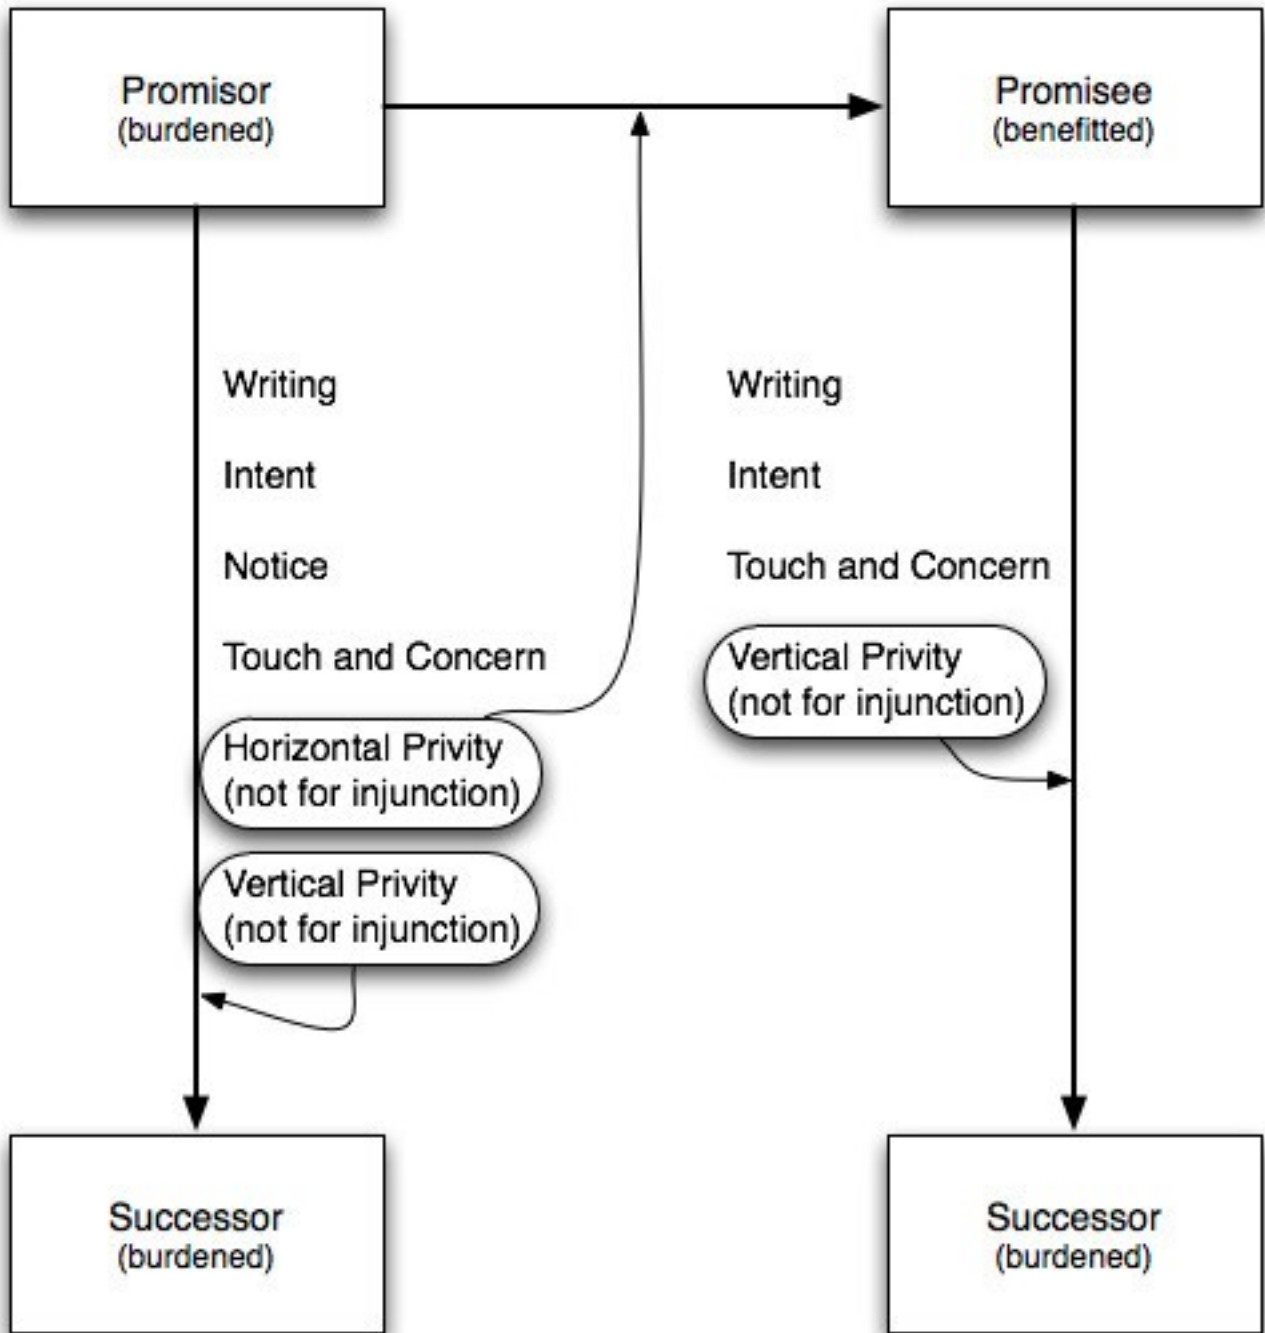 Promisor
(burdened)
Promisee
(benefitted)
Writing
Intent
Notice
Touch and Concern
Horizontal Privity
(not for injunction)
Vertical Privity
(not for injunction)
Writing
Intent
Touch and Concern
Vertical Privity
(not for injunction)
Successor
(burdened)
Successor
(burdened)